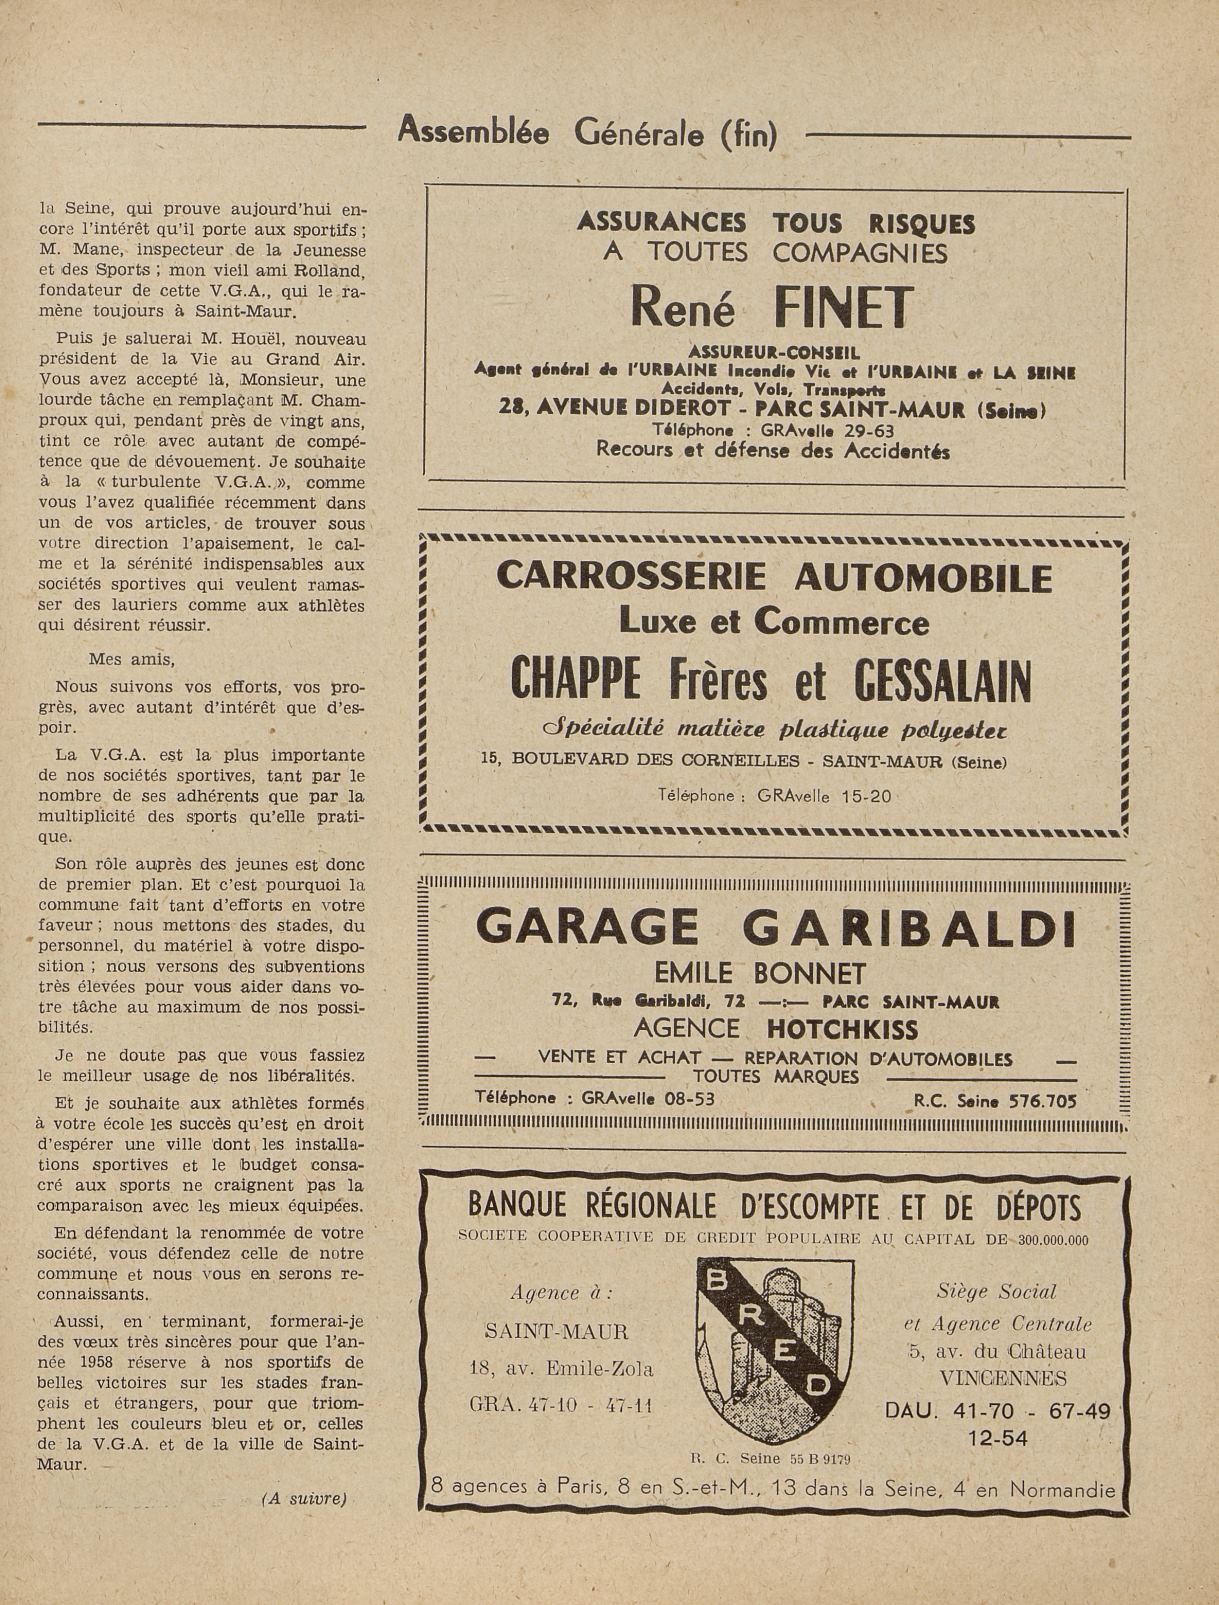 Assemblée Générale (fin)
la Seine, qui prouve aujourd'hui en-
core l'intérêt qu'il porte aux sportifs ;
M. Mane, inspecteur de la Jeunesse
et des Sports ; mon vieil ami Rolland,
fondateur de cette V.G.A., qui le ra-
mène toujours à Saint-Maur.
Puis je saluerai M. Houël, nouveau
président de la Vie au Grand Air.
Vous avez accepté là, Monsieur, une
lourde tâche en remplaçant M. Cham-
proux qui, pendant près de vingt ans,
tint ce rôle avec autant de compé-
tence que de dévouement. Je souhaite
à la « turbulente V.G.A. », comme
vous l'avez qualifiée récemment dans
un de vos articles, de trouver sous
votre direction l'apaisement, le cal-
me et la sérénité indispensables aux
sociétés sportives qui veulent ramas-
ser des lauriers comme aux athlètes
qui désirent réussir.
Mes amis,
Nous suivons vos efforts, vos pro-
grès, avec autant d'intérêt que d'es-
poir.
La V.G.A. est la plus importante
de nos sociétés sportives, tant par le
nombre de ses adhérents que par la
multiplicité des sports qu'elle prati-
que.
Son rôle auprès des jeunes est donc
de premier plan. Et c'est pourquoi la
commune fait tant d'efforts en votre
faveur ; nous mettons des stades, du
personnel, du matériel à votre dispo-
sition ; nous versons des subventions
très élevées pour vous aider dans vo-
tre tâche au maximum de nos possi-
bilités.
Je ne doute pas que vous fassiez
le meilleur usage de nos libéralités.
Et je souhaite aux athlètes formés
à votre école les succès qu'est en droit
d'espérer une ville dont les installa-
tions sportives et le budget consa-
cré aux sports ne craignent pas la
comparaison avec les mieux équipées.
En défendant la renommée de votre
société, vous défendez celle de notre
commune et nous vous en serons re-
connaissants.
Aussi, en terminant, formerai-je
des vœux très sincères pour que l'an-
née 1958 réserve à nos sportifs de
belles victoires sur les stades fran-
çais et étrangers, pour que triom-
phent les couleurs bleu et or, celles
de la V.G.A. et de la ville de Saint-
Maur.
(A suivre)
ASSURANCES TOUS RISQUES
A TOUTES COMPAGNIES
René FINET
ASSUREUR-CONSEIL
Agent général de l'URBAINE Incendie Vie et l'URBAINE et LA SEINE
Accidents, Vols, Transports
28, AVENUE DIDEROT - PARC SAINT-MAUR (Seine)
Téléphone : GRAvelle 29-63
Recours et défense des Accidentés
CARROSSERIE AUTOMOBILE
Luxe et Commerce
CHAPPE Frères et GESSALAIN
Spécialité matière plastique polyester
15, BOULEVARD DES CORNEILLES - SAINT-MAUR (Seine)
Téléphone : GRAvelle 15-20
GARAGE GARIBALDI
EMILE BONNET
72, Rue Garibaldi, 72 —:— PARC SAINT-MAUR
AGENCE HOTCHKISS
— VENTE ET ACHAT — REPARATION D'AUTOMOBILES —
TOUTES MARQUES
Téléphone : GRAvelle 08-53 R.C. Seine 576.705
BANQUE RÉGIONALE D'ESCOMPTE ET DE DÉPOTS
SOCIETE COOPERATIVE DE CREDIT POPULAIRE AU CAPITAL DE 300.000.000
Agence à :
SAINT-MAUR
18, av. Emile-Zola
GRA. 47-10 - 47-11
BRED
R. C. Seine 55 B 9179
Siège Social
et Agence Centrale
5, av. du Château
VINCENNES
DAU. 41-70 - 67-49
12-54
8 agences à Paris, 8 en S.-et-M., 13 dans la Seine, 4 en Normandie